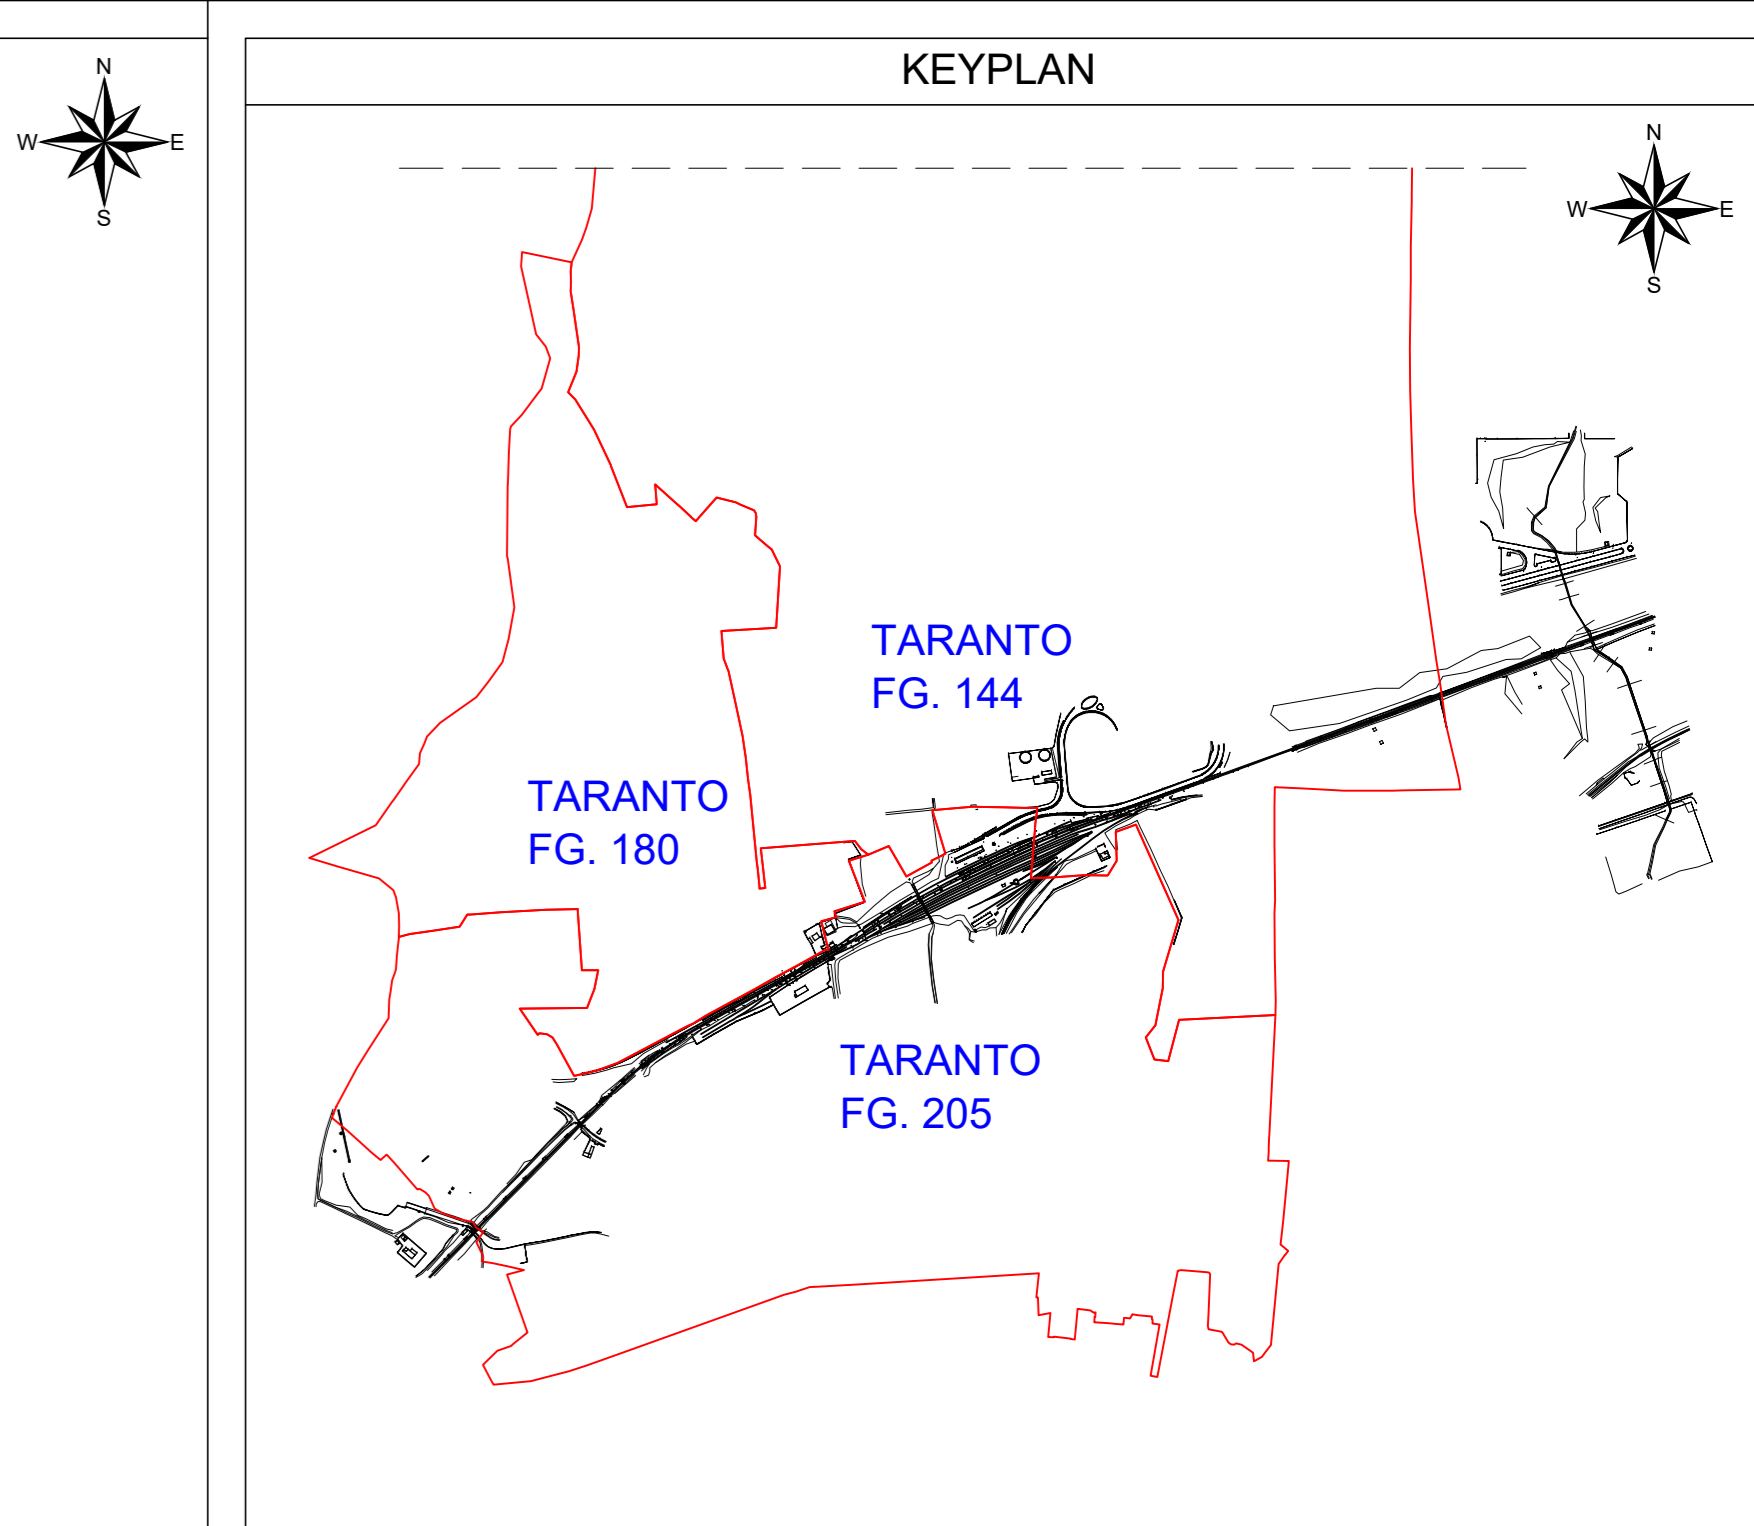 KEYPLAN
N
W E
S
N
W E
S
TARANTO
FG. 144
TARANTO
FG. 180
TARANTO
FG. 205